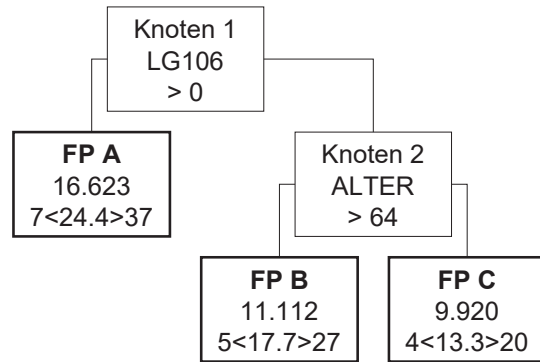 Knoten 1
LG106
> 0
FP A
16.623
7<24.4>37
Knoten 2
ALTER
> 64
FP B
11.112
5<17.7>27
FP C
9.920
4<13.3>20